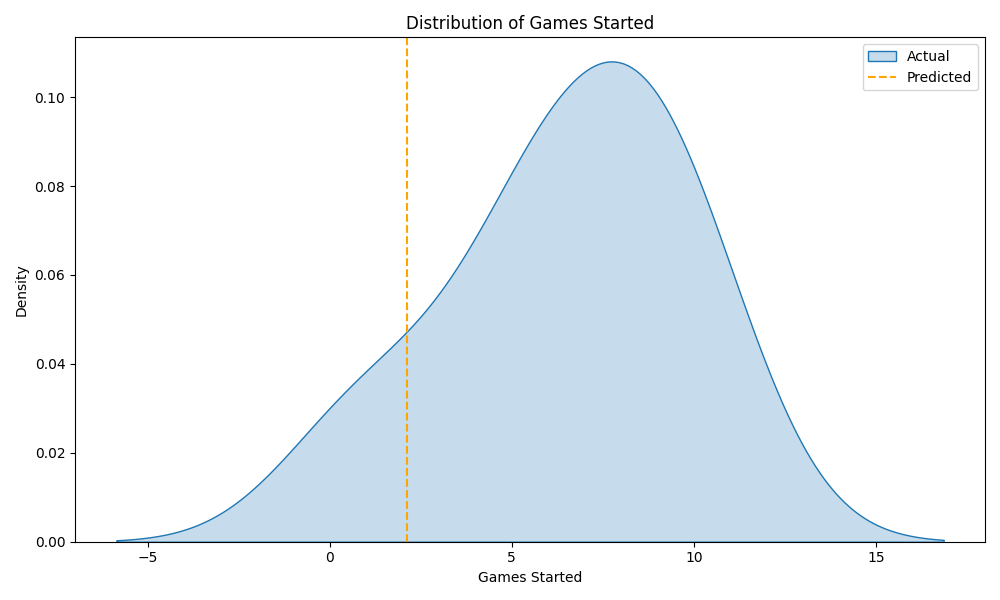 Distribution of Games Started
Actual
Predicted
0.10
0.08
0.06
0.04
0.02
0.00
Density
−5
0
5
10
15
Games Started